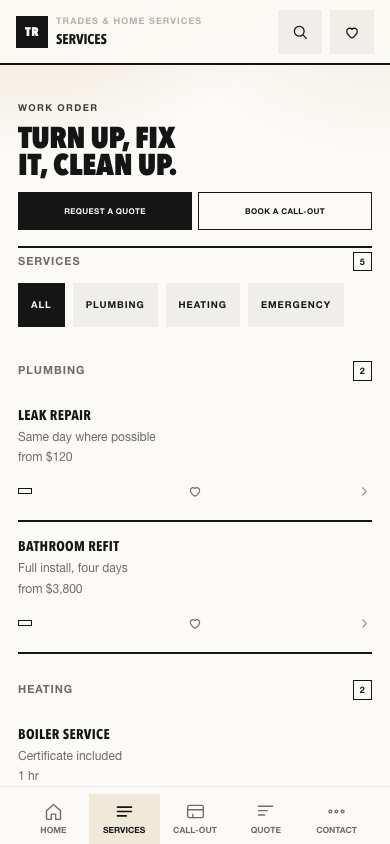 TR
TRADES & HOME SERVICES
SERVICES
WORK ORDER
TURN UP, FIX
IT, CLEAN UP.
REQUEST A QUOTE
BOOK A CALL-OUT
SERVICES
5
ALL
PLUMBING
HEATING
EMERGENCY
PLUMBING
2
LEAK REPAIR
Same day where possible
from $120
BATHROOM REFIT
Full install, four days
from $3,800
HEATING
2
BOILER SERVICE
Certificate included
1 hr
HOME
SERVICES
CALL-OUT
QUOTE
CONTACT